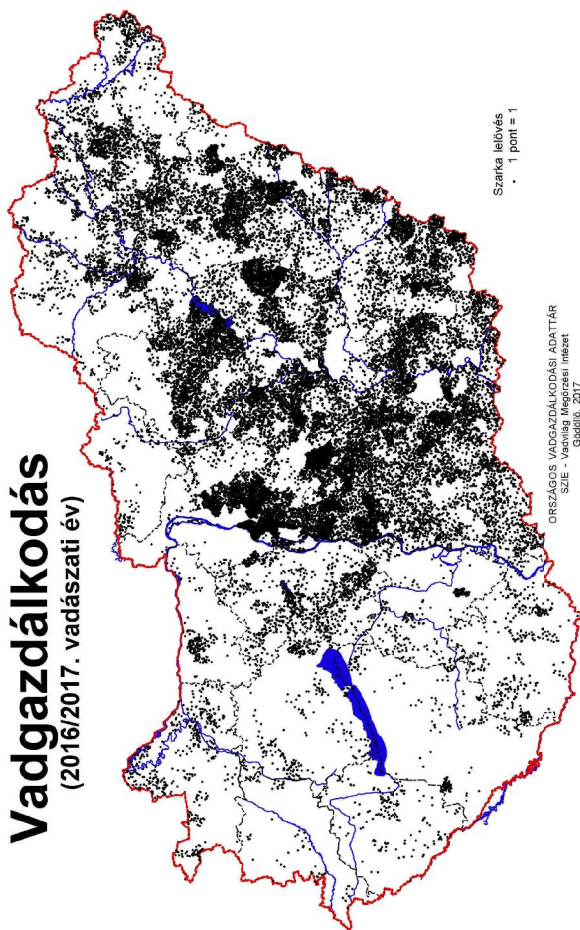 Vadgazdálkodás
(2016/2017. vadászati év)
Szarka lelövés
• 1 pont = 1
ORSZÁGOS VADGAZDÁLKODÁSI ADATTÁR
SZIE - Vadvilág Megőrzési Intézet
Gödöllő, 2017